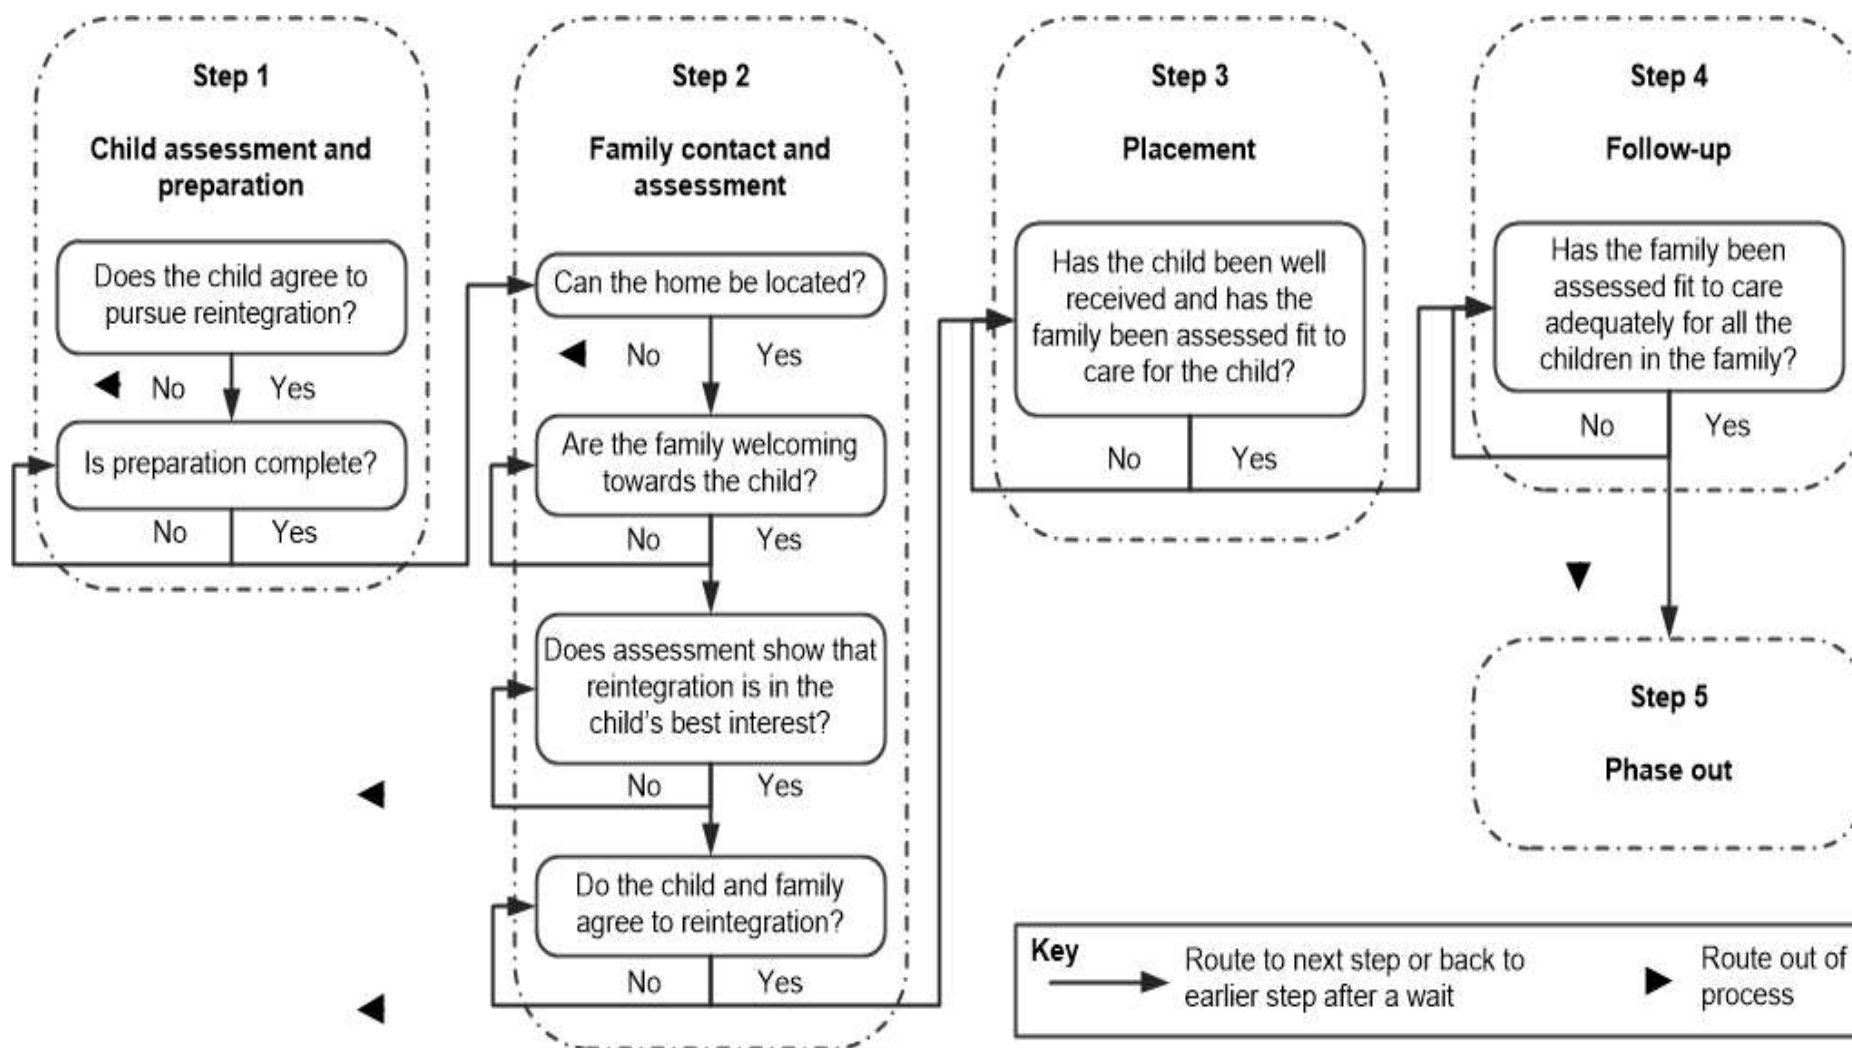 Step 1
Child assessment and
preparation
Does the child agree to
pursue reintegration?
No
Yes
Is preparation complete?
No
Yes
Step 2
Family contact and
assessment
Can the home be located?
No
Yes
Are the family welcoming
towards the child?
No
Yes
Does assessment show that
reintegration is in the
child's best interest?
No
Yes
Do the child and family
agree to reintegration?
No
Yes
Step 3
Placement
Has the child been well
received and has the
family been assessed fit to
care for the child?
No
Yes
Step 4
Follow-up
Has the family been
assessed fit to care
adequately for all the
children in the family?
No
Yes
Step 5
Phase out
Key
Route to next step or back to
earlier step after a wait
Route out of
process